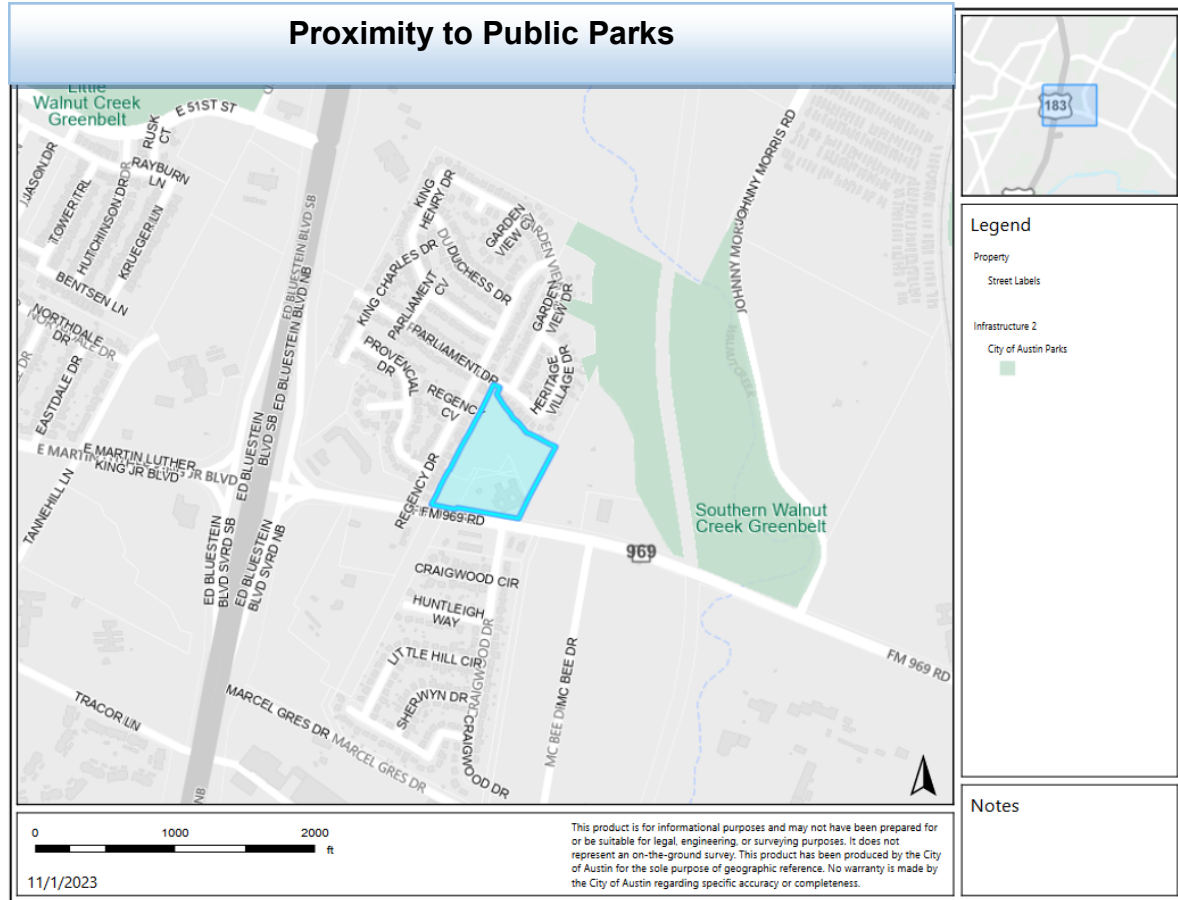 Proximity to Public Parks
Little
Walnut Creek
Greenbelt
E 51ST ST
RUSK
CT
RAYBURN
LN
JASON DR
TOWER TRL
HUTCHINSON DR
KRUEGER LN
BENTSEN LN
NORTHDALE
DR
EASTDALE DR
E MARTIN LUTHER
KING JR BLVD
TANNEHILL LN
ED BLUESTEIN BLVD SB
ED BLUESTEIN BLVD NB
ED BLUESTEIN
BLVD SB
ED BLUESTEIN
BLVD SVRD SB
ED BLUESTEIN
BLVD SVRD NB
KING
HENRY DR
GARDEN
VIEW CV
DUCHESS DR
KING CHARLES DR
PARLIAMENT
CV
GARDEN
VIEW DR
PARLIAMENT DR
PROVENCIAL
DR
REGENCY
CV
HERITAGE
VILLAGE DR
REGENCY DR
FM 969 RD
JOHNNY MORRIS RD
Southern Walnut
Creek Greenbelt
969
CRAIGWOOD CIR
HUNTLEIGH
WAY
LITTLE HILL CIR
SHERWYN DR
CRAIGWOOD DR
CRAIGWOOD DR
MC BEE DR
MC BEE DR
FM 969 RD
TRACOR LN
MARCEL GRES DR
MARCEL GRES DR
NB
183
Legend
Property
Street Labels
Infrastructure 2
City of Austin Parks
Notes
0 1000 2000
ft
11/1/2023
This product is for informational purposes and may not have been prepared for
or be suitable for legal, engineering, or surveying purposes. It does not
represent an on-the-ground survey. This product has been produced by the City
of Austin for the sole purpose of geographic reference. No warranty is made by
the City of Austin regarding specific accuracy or completeness.